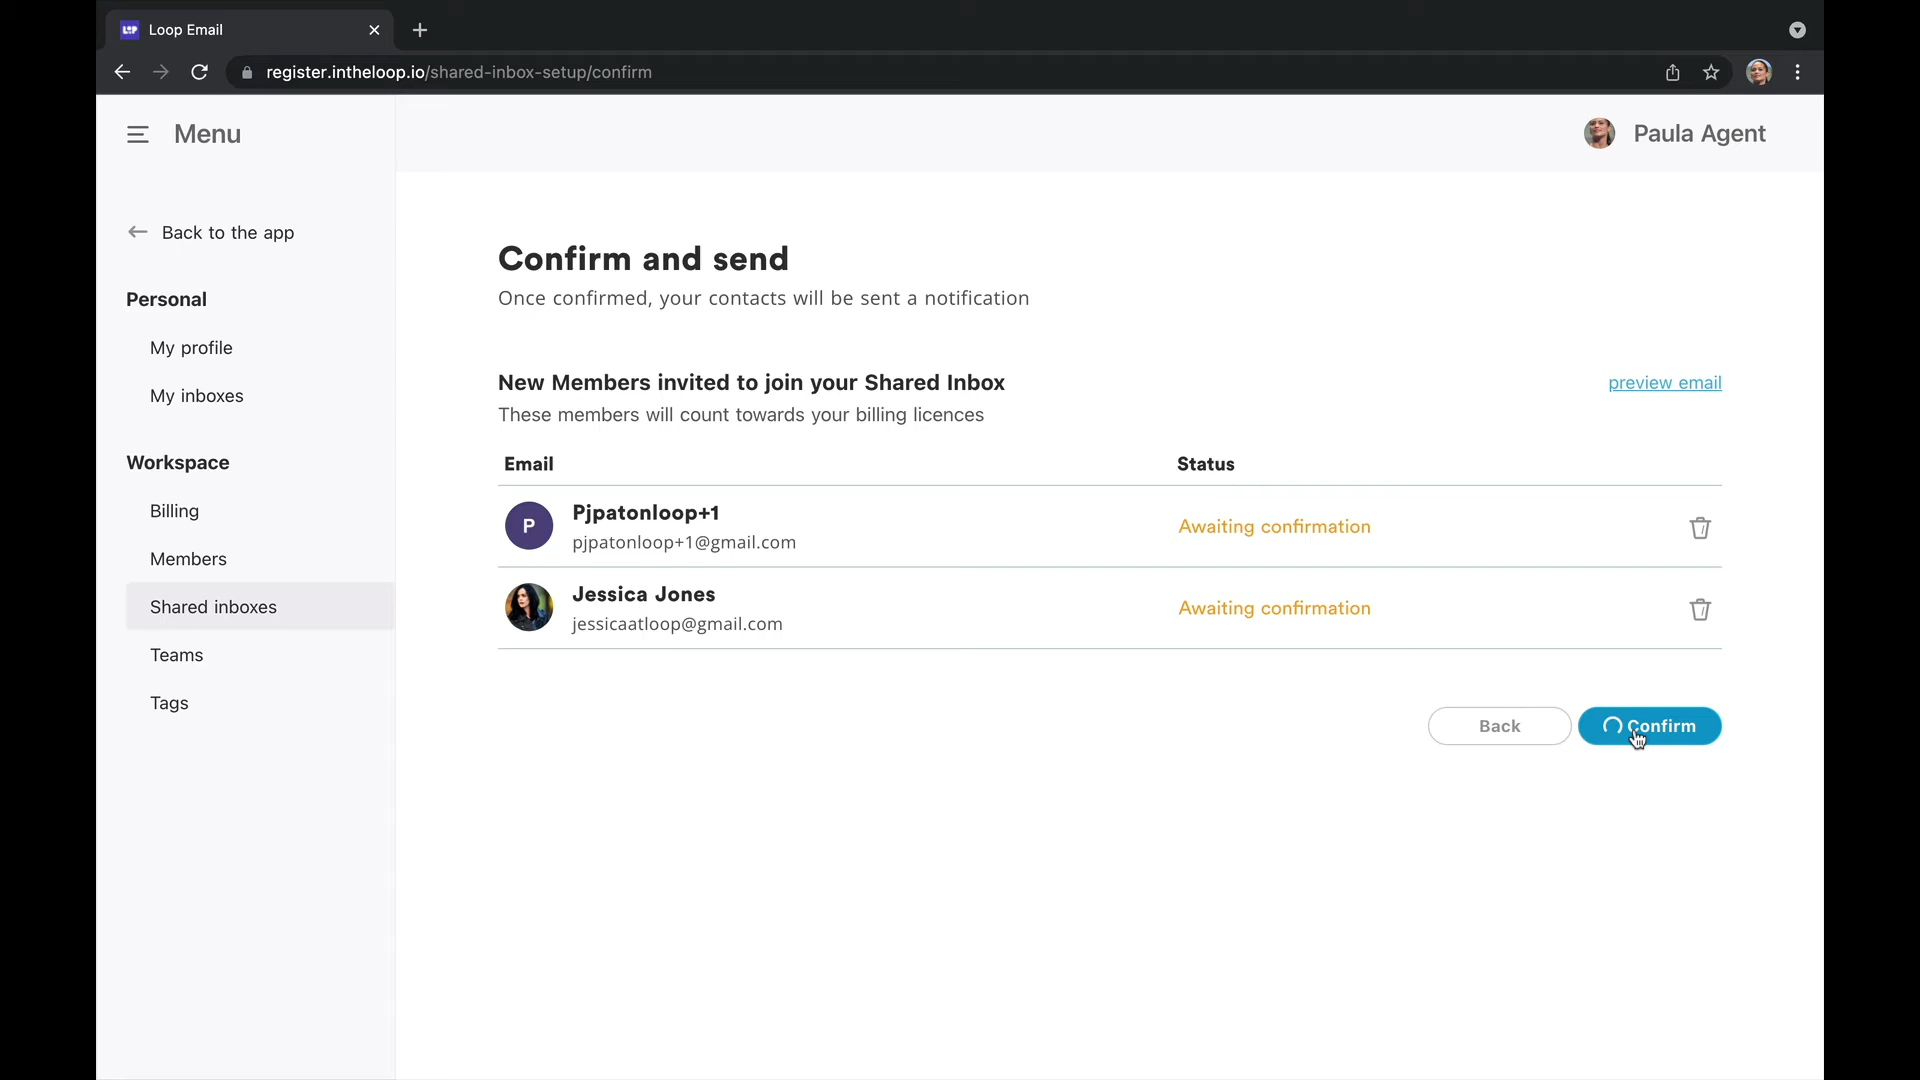 Loop Email
register.intheloop.io/shared-inbox-setup/confirm
Menu
Paula Agent
Back to the app
Personal
My profile
My inboxes
Workspace
Billing
Members
Shared inboxes
Teams
Tags
Confirm and send
Once confirmed, your contacts will be sent a notification
New Members invited to join your Shared Inbox
preview email
These members will count towards your billing licences
Email Status
P
Pjpatonloop+1
pjpatonloop+1@gmail.com
Awaiting confirmation
Jessica Jones
jessicaatloop@gmail.com
Awaiting confirmation
Back
Confirm